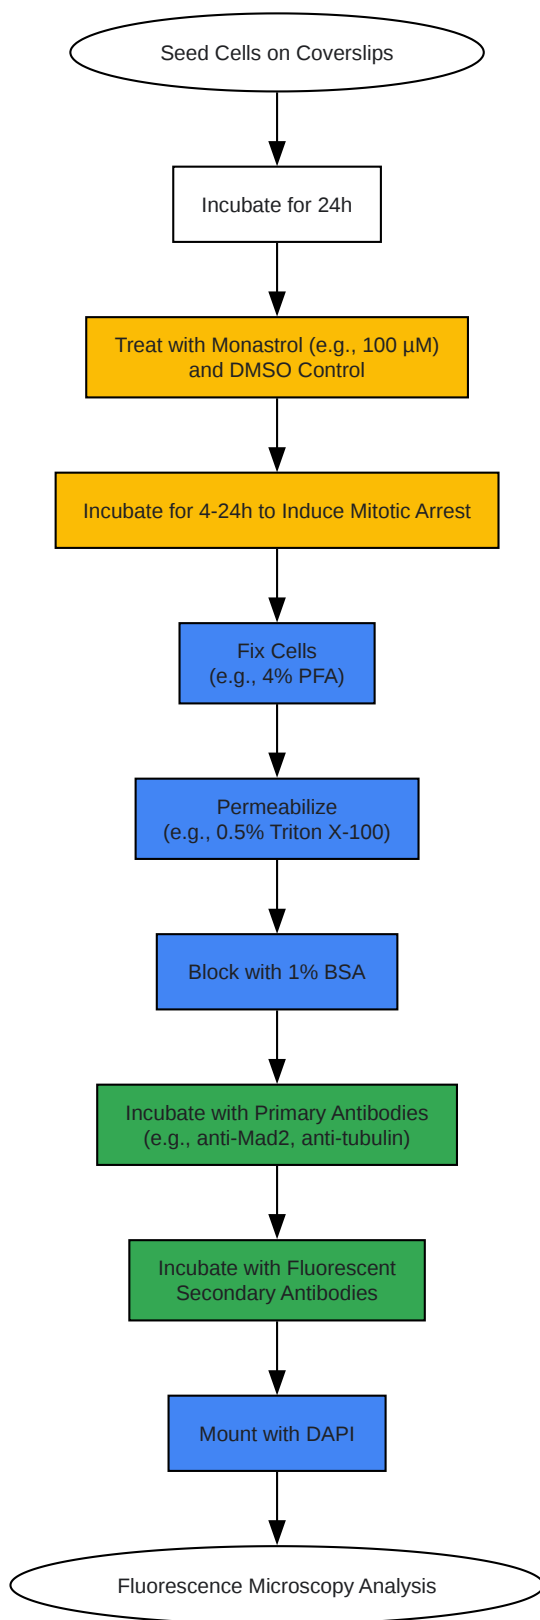 Seed Cells on Coverslips
Incubate for 24h
Treat with Monastrol (e.g., 100 µM)
and DMSO Control
Incubate for 4-24h to Induce Mitotic Arrest
Fix Cells
(e.g., 4% PFA)
Permeabilize
(e.g., 0.5% Triton X-100)
Block with 1% BSA
Incubate with Primary Antibodies
(e.g., anti-Mad2, anti-tubulin)
Incubate with Fluorescent
Secondary Antibodies
Mount with DAPI
Fluorescence Microscopy Analysis